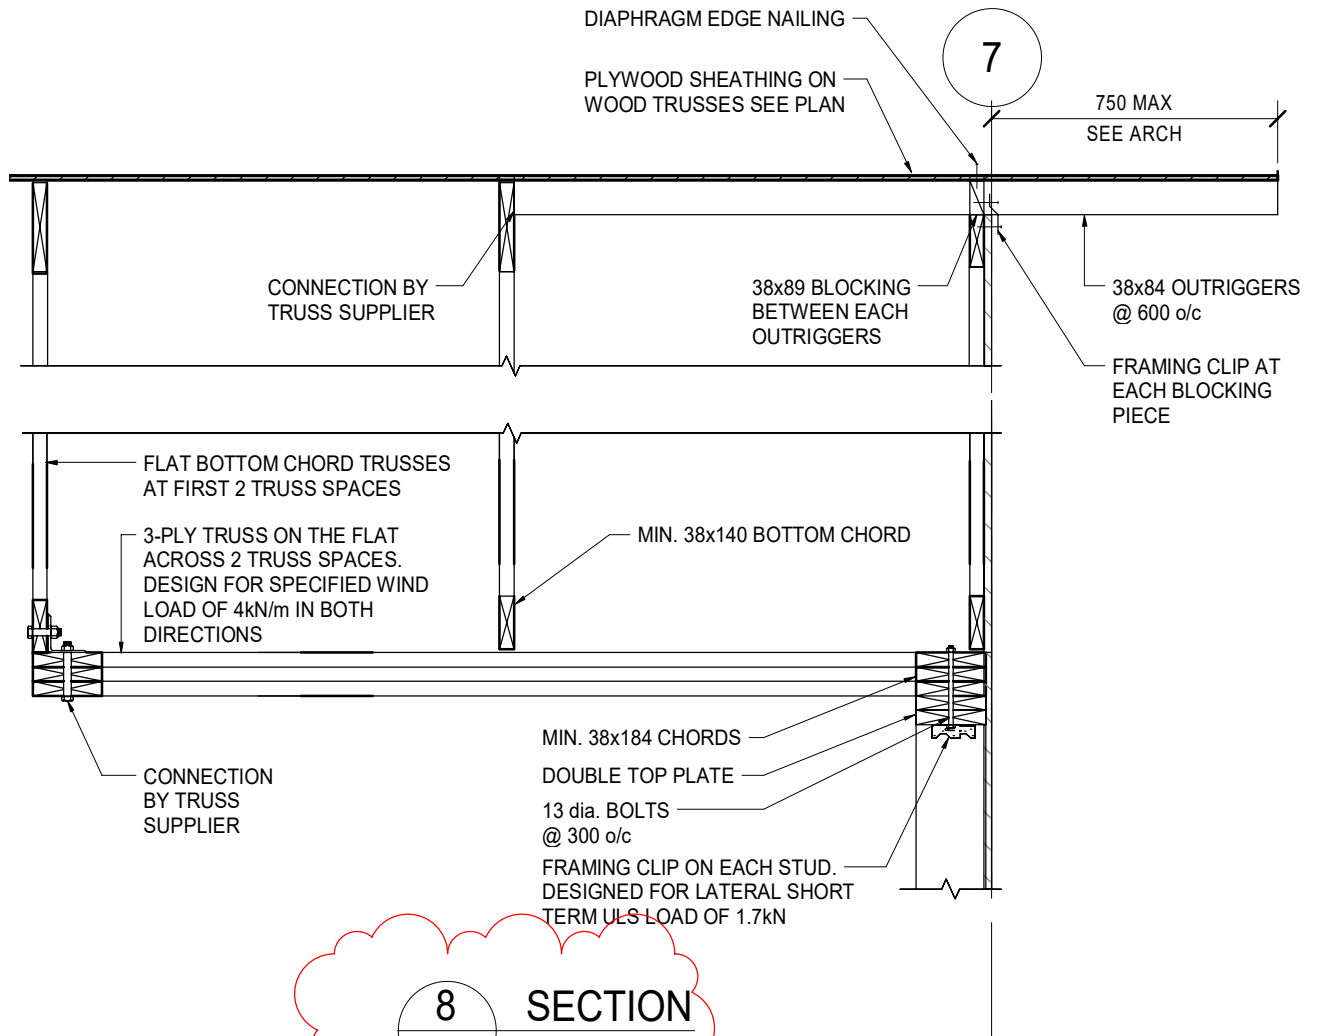 DIAPHRAGM EDGE NAILING
7
PLYWOOD SHEATHING ON
WOOD TRUSSES SEE PLAN
750 MAX
SEE ARCH
CONNECTION BY
TRUSS SUPPLIER
38x89 BLOCKING
BETWEEN EACH
OUTRIGGERS
38x84 OUTRIGGERS
@ 600 o/c
FRAMING CLIP AT
EACH BLOCKING
PIECE
FLAT BOTTOM CHORD TRUSSES
AT FIRST 2 TRUSS SPACES
3-PLY TRUSS ON THE FLAT
ACROSS 2 TRUSS SPACES.
DESIGN FOR SPECIFIED WIND
LOAD OF 4kN/m IN BOTH
DIRECTIONS
MIN. 38x140 BOTTOM CHORD
MIN. 38x184 CHORDS
DOUBLE TOP PLATE
13 dia. BOLTS
@ 300 o/c
FRAMING CLIP ON EACH STUD.
DESIGNED FOR LATERAL SHORT
TERM ULS LOAD OF 1.7kN
CONNECTION
BY TRUSS
SUPPLIER
8 SECTION